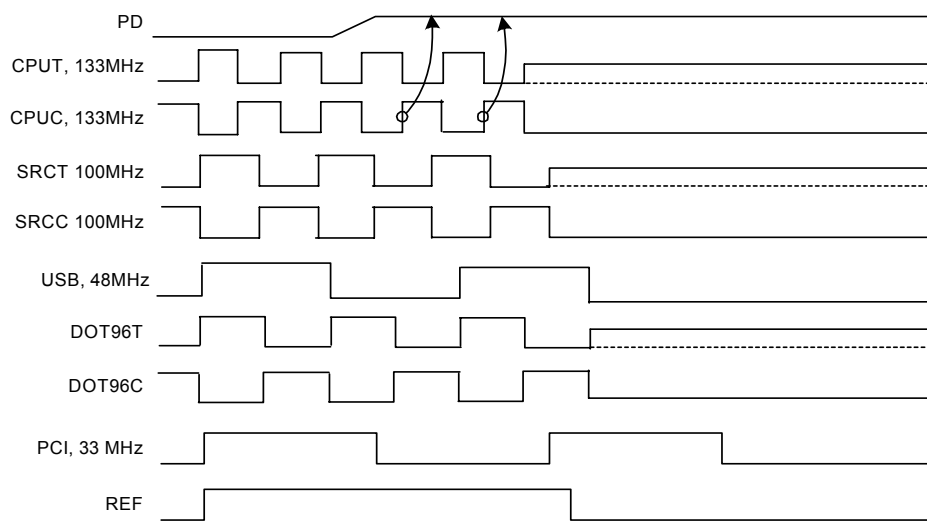 PD
CPUT, 133MHz
CPUC, 133MHz
SRCT 100MHz
SRCC 100MHz
USB, 48MHz
DOT96T
DOT96C
PCI, 33 MHz
REF